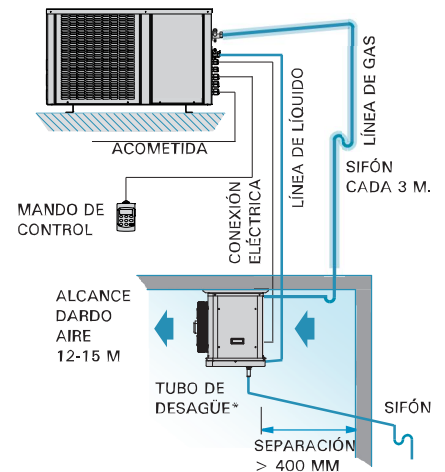 ACOMETIDA
MANDO DE
CONTROL
CONEXIÓN
ELÉCTRICA
LÍNEA DE LÍQUIDO
LÍNEA DE GAS
SIFÓN
CADA 3 M.
ALCANCE
DARDO
AIRE
12-15 M
TUBO DE
DESAGÜE*
SIFÓN
SEPARACIÓN
> 400 MM